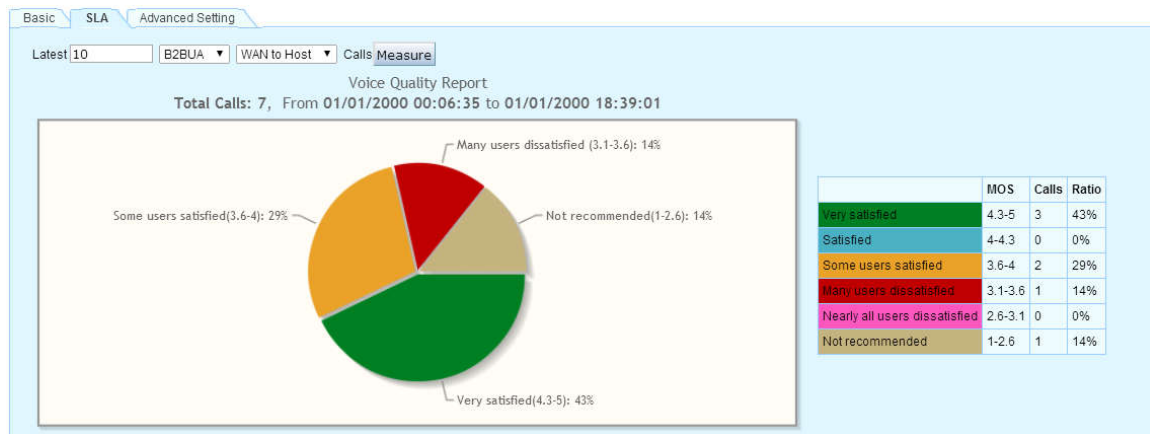 Basic SLA Advanced Setting
Latest 10 B2BUA WAN to Host Calls Measure
Voice Quality Report
Total Calls: 7, From 01/01/2000 00:06:35 to 01/01/2000 18:39:01
Many users dissatisfied (3.1-3.6): 14%
Some users satisfied(3.6-4): 29%
Not recommended(1-2.6): 14%
Very satisfied(4.3-5): 43%
MOS Calls Ratio
Very satisfied 4.3-5 3 43%
Satisfied 4-4.3 0 0%
Some users satisfied 3.6-4 2 29%
Many users dissatisfied 3.1-3.6 1 14%
Nearly all users dissatisfied 2.6-3.1 0 0%
Not recommended 1-2.6 1 14%